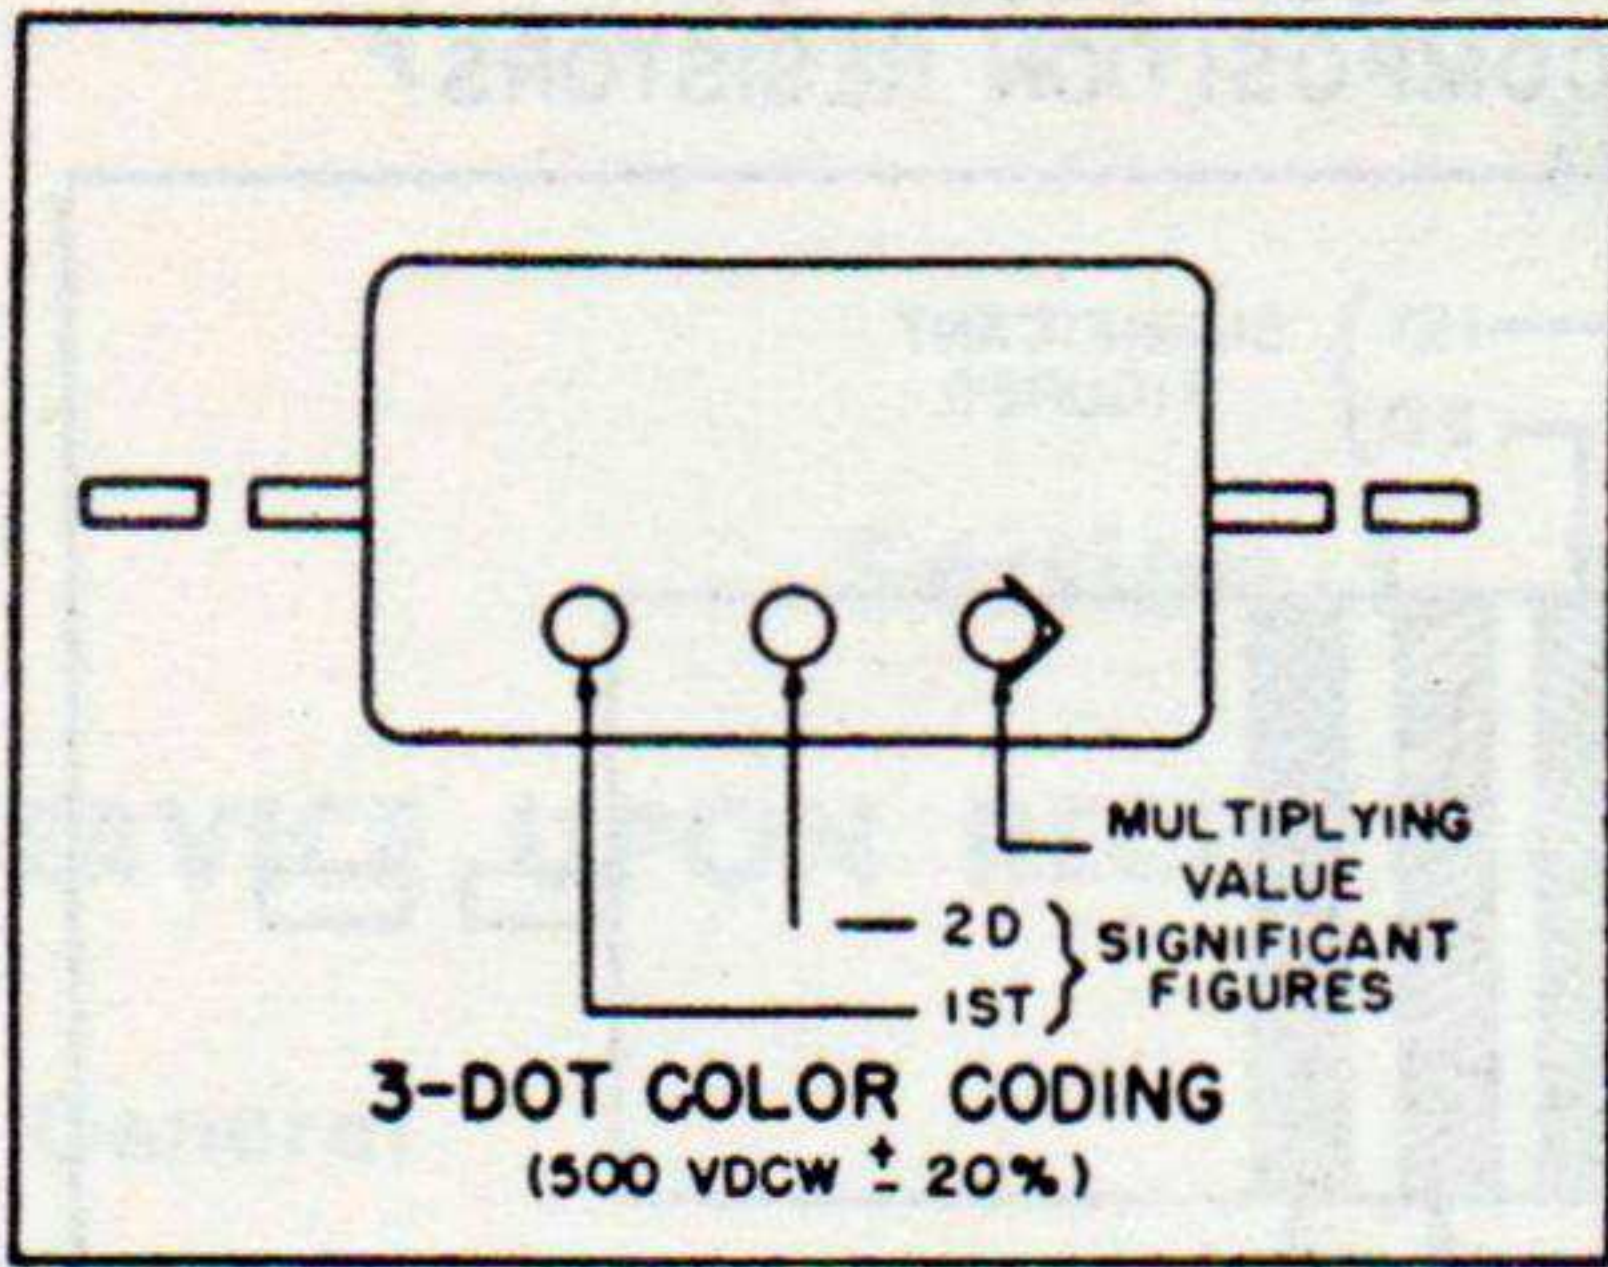 MULTIPLYING
VALUE
2D
SIGNIFICANT
1ST
FIGURES
3-DOT COLOR CODING
(500 VDCW ± 20%)